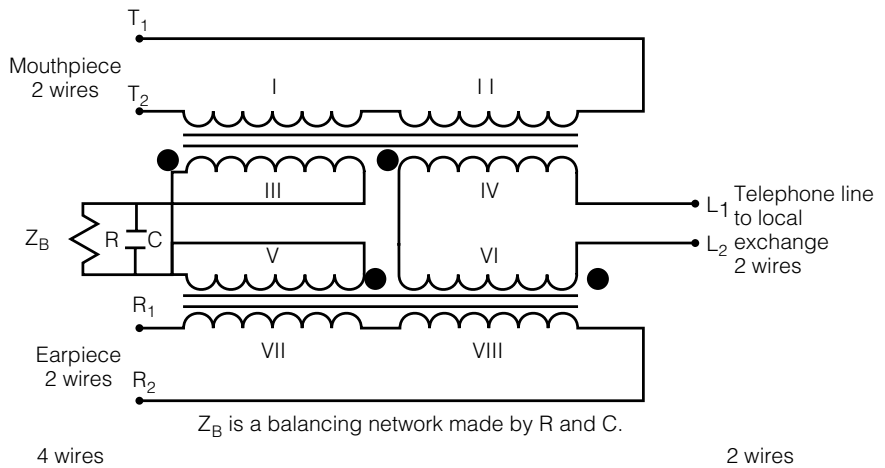 T1
Mouthpiece
2 wires
T2
I
I I
III
IV
L1
Telephone line
to local
L2
exchange
2 wires
ZB
R
C
V
VI
R1
VII
VIII
Earpiece
2 wires
R2
ZB is a balancing network made by R and C.
4 wires
2 wires